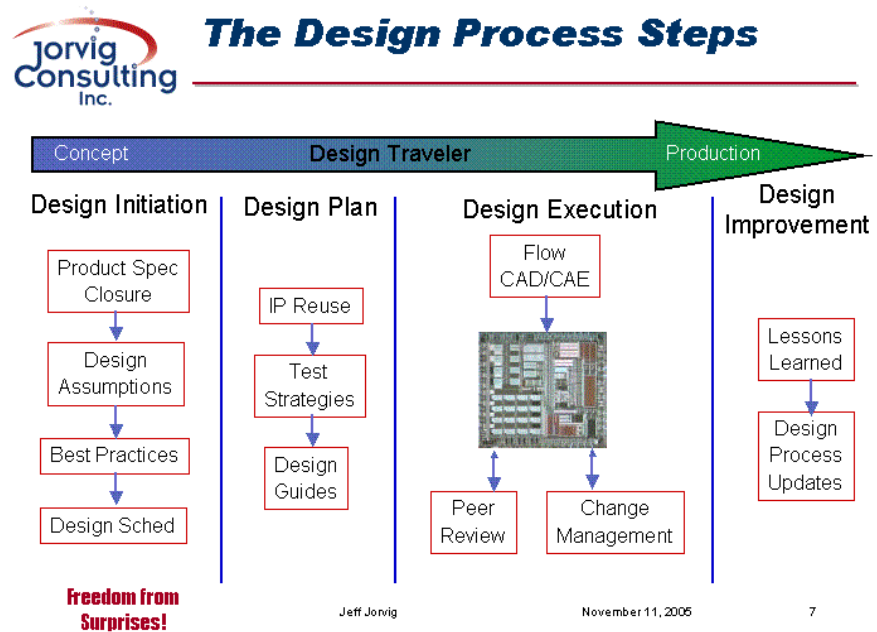 Jorvig
Consulting
Inc.
The Design Process Steps
Concept
Design Traveler
Production
Design Initiation
Product Spec
Closure
Design
Assumptions
Best Practices
Design Sched
Design Plan
IP Reuse
Test
Strategies
Design
Guides
Design Execution
Flow
CAD/CAE
Peer
Review
Change
Management
Design
Improvement
Lessons
Learned
Design
Process
Updates
Freedom from
Surprises!
Jeff Jorvig
November 11, 2005
7